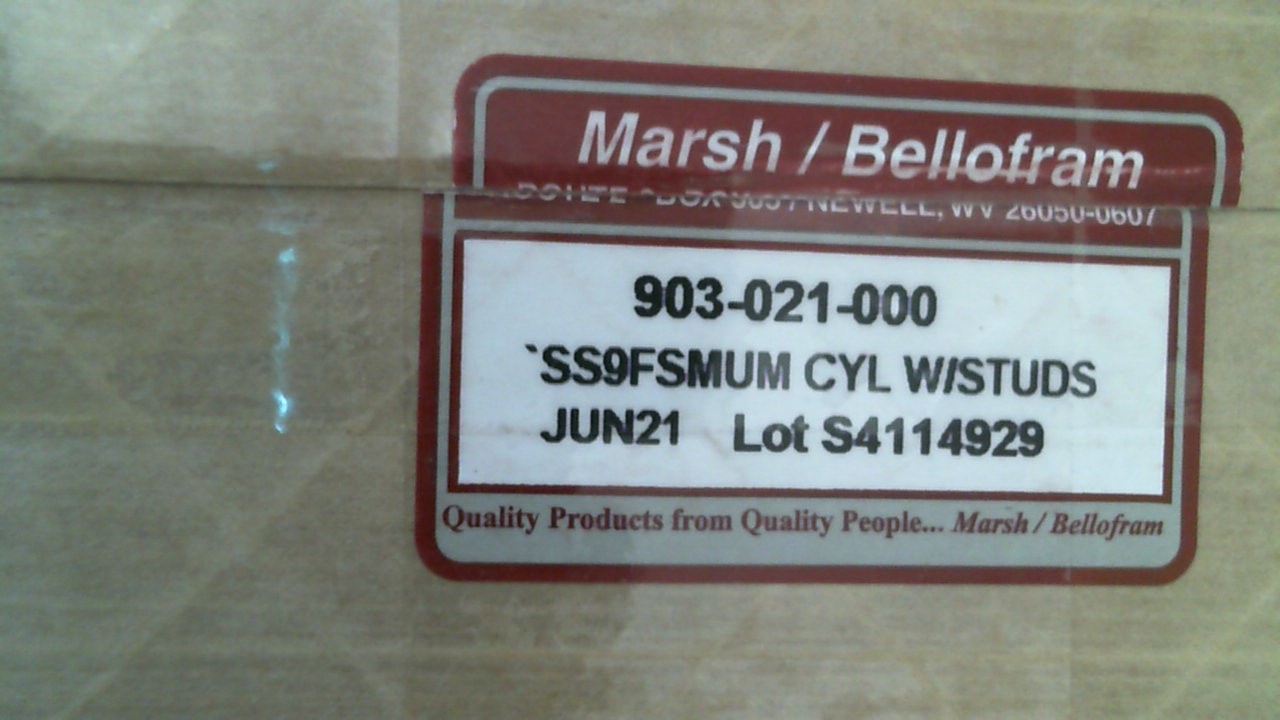 Marsh / Bellofram
NEWELL, WV 26050-0607
903-021-000
`SS9FSMUM CYL W/STUDS
JUN21 Lot S4114929
Quality Products from Quality People... Marsh / Bellofram